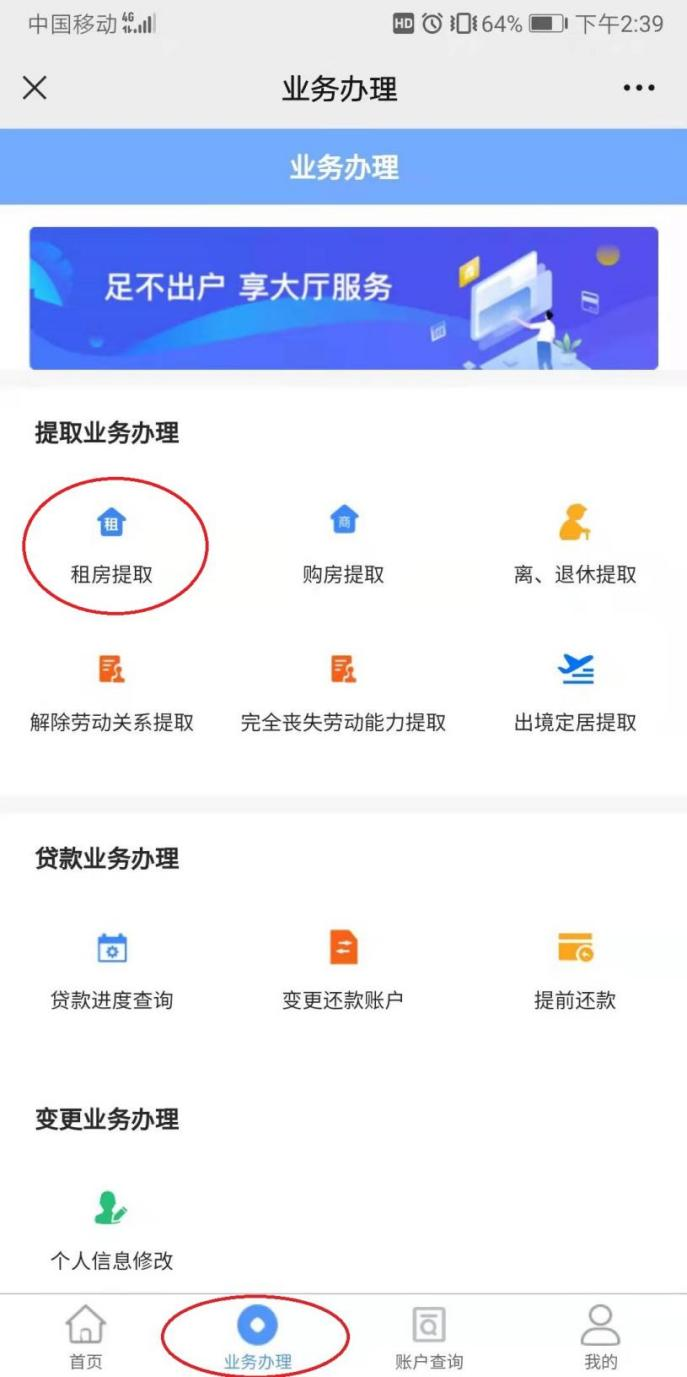 中国移动 4G HD 64% 下午2:39
业务办理
业务办理
足不出户 享大厅服务
提取业务办理
租 商
租房提取 购房提取 离、退休提取
解除劳动关系提取 完全丧失劳动能力提取 出境定居提取
贷款业务办理
贷款进度查询 变更还款账户 提前还款
变更业务办理
个人信息修改
首页 业务办理 账户查询 我的